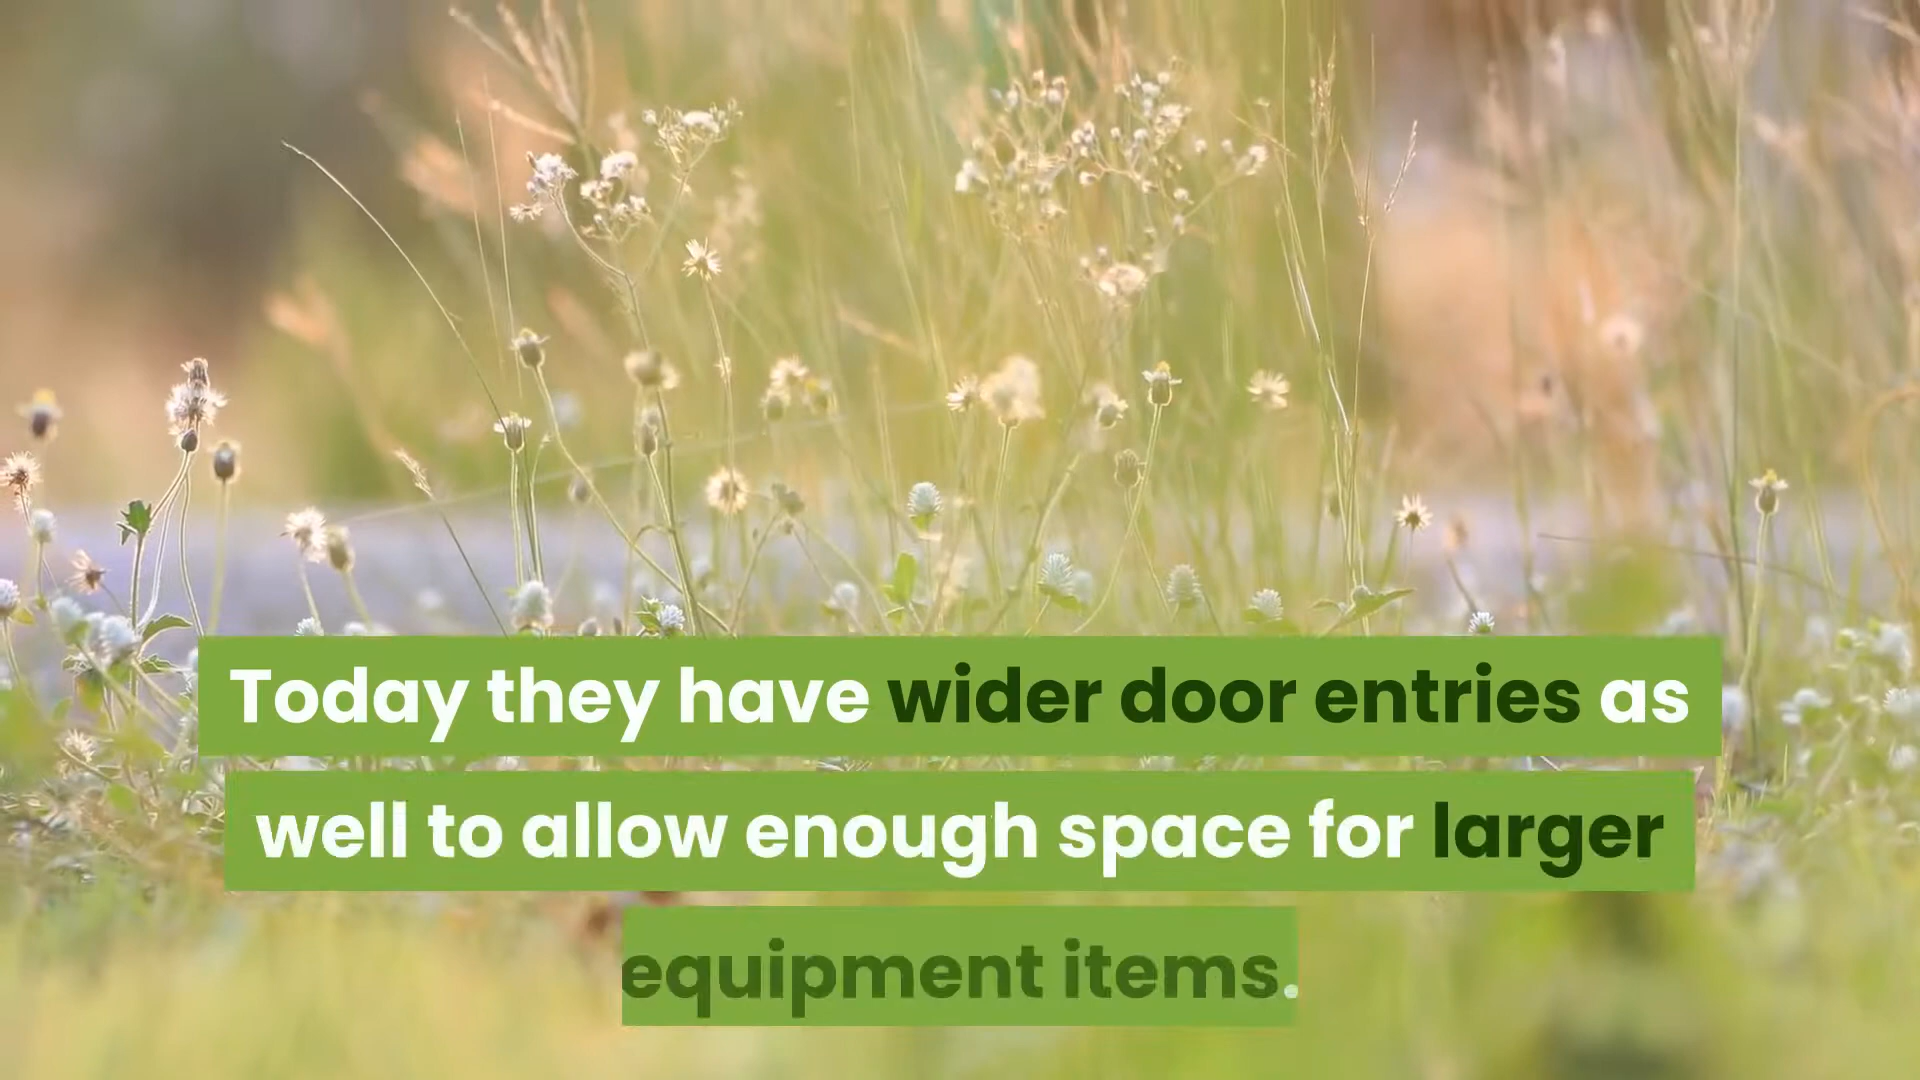 Today they have wider door entries as
well to allow enough space for larger
equipment items.